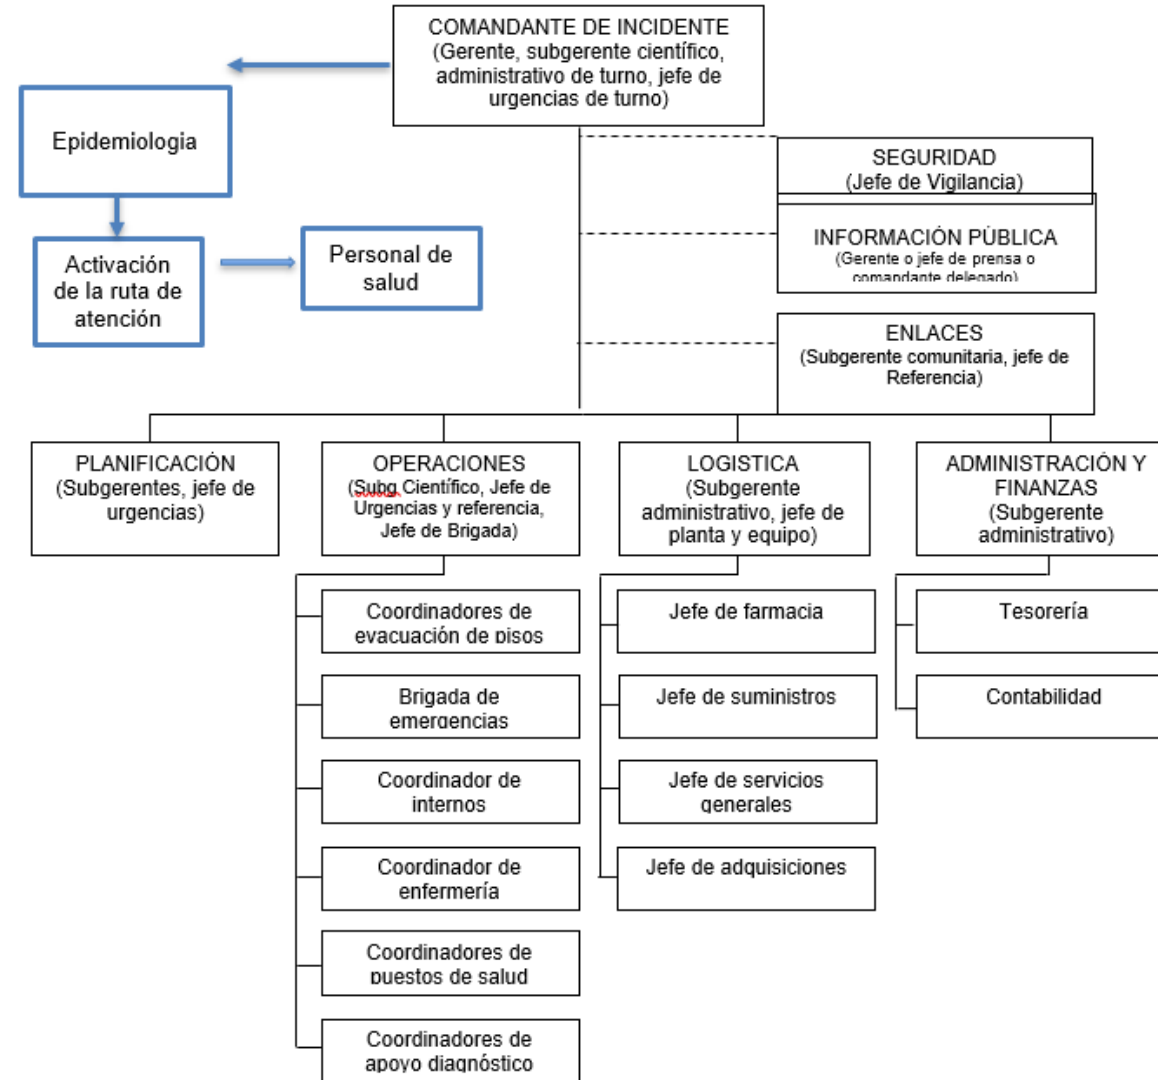 COMANDANTE DE INCIDENTE
(Gerente, subgerente científico,
administrativo de turno, jefe de
urgencias de turno)
Epidemiologia
SEGURIDAD
(Jefe de Vigilancia)
INFORMACIÓN PÚBLICA
(Gerente o jefe de prensa o
comandante delegado)
Activación
de la ruta de
atención
Personal de
salud
ENLACES
(Subgerente comunitaria, jefe de
Referencia)
PLANIFICACIÓN
(Subgerentes, jefe de
urgencias)
OPERACIONES
(Subg Científico, Jefe de
Urgencias y referencia,
Jefe de Brigada)
LOGISTICA
(Subgerente
administrativo, jefe de
planta y equipo)
ADMINISTRACIÓN Y
FINANZAS
(Subgerente
administrativo)
Coordinadores de
evacuación de pisos
Brigada de
emergencias
Coordinador de
internos
Coordinador de
enfermería
Coordinadores de
puestos de salud
Coordinadores de
apoyo diagnóstico
Jefe de farmacia
Jefe de suministros
Jefe de servicios
generales
Jefe de adquisiciones
Tesorería
Contabilidad